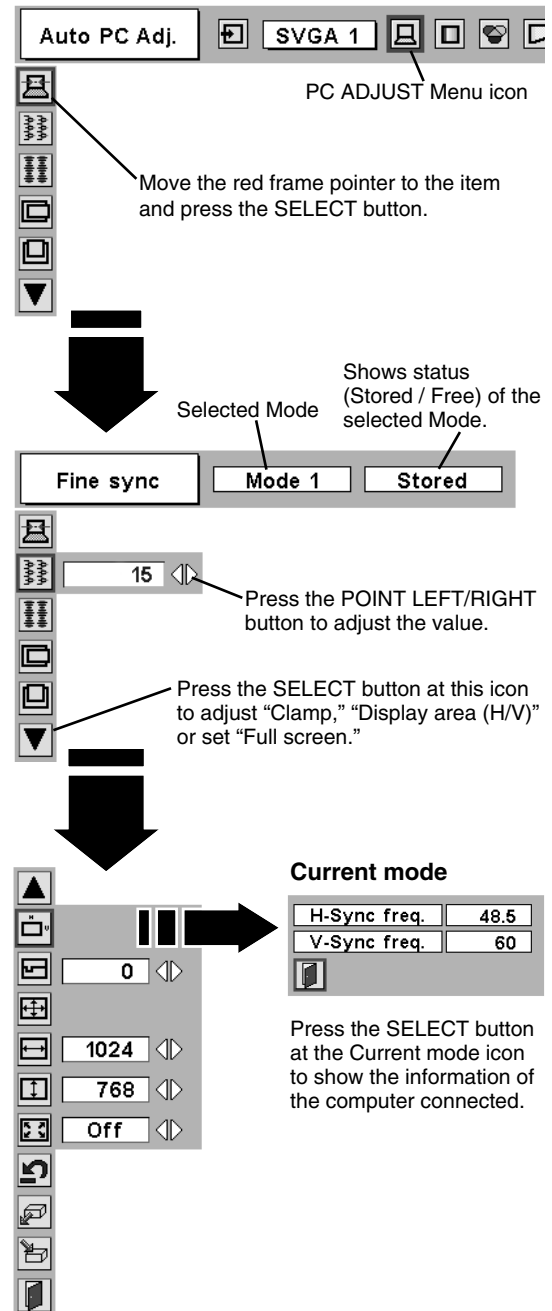 Auto PC Adj.
SVGA 1
PC ADJUST Menu icon
Move the red frame pointer to the item
and press the SELECT button.
Selected Mode
Shows status
(Stored / Free) of the
selected Mode.
Fine sync
Mode 1
Stored
15
Press the POINT LEFT/RIGHT
button to adjust the value.
Press the SELECT button at this icon
to adjust “Clamp,” “Display area (H/V)”
or set “Full screen.”
H
V
0
1024
768
Off
Current mode
H-Sync freq. 48.5
V-Sync freq. 60
Press the SELECT button
at the Current mode icon
to show the information of
the computer connected.